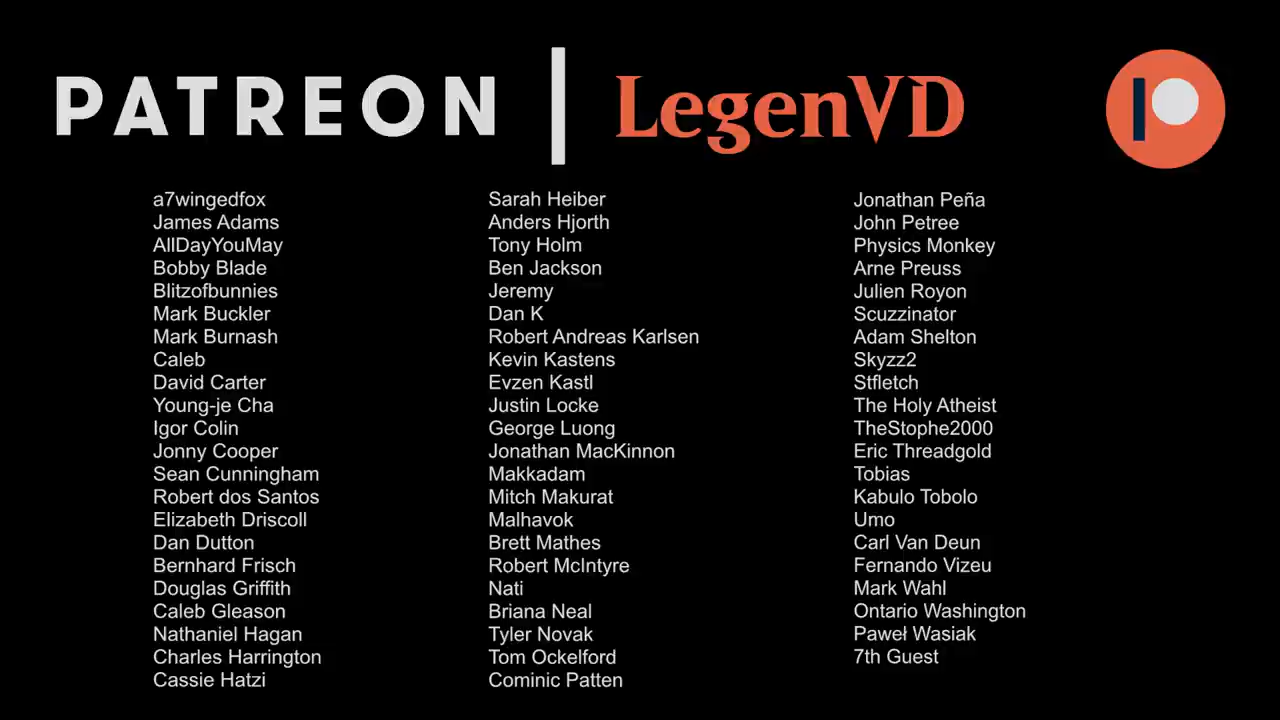 PATREON | LegenVD
a7wingedfox
James Adams
AllDayYouMay
Bobby Blade
Blitzofbunnies
Mark Buckler
Mark Burnash
Caleb
David Carter
Young-je Cha
Igor Colin
Jonny Cooper
Sean Cunningham
Robert dos Santos
Elizabeth Driscoll
Dan Dutton
Bernhard Frisch
Douglas Griffith
Caleb Gleason
Nathaniel Hagan
Charles Harrington
Cassie Hatzi
Sarah Heiber
Anders Hjorth
Tony Holm
Ben Jackson
Jeremy
Dan K
Robert Andreas Karlsen
Kevin Kastens
Evzen Kastl
Justin Locke
George Luong
Jonathan MacKinnon
Makkadam
Mitch Makurat
Malhavok
Brett Mathes
Robert McIntyre
Nati
Briana Neal
Tyler Novak
Tom Ockelford
Cominic Patten
Jonathan Peña
John Petree
Physics Monkey
Arne Preuss
Julien Royon
Scuzzinator
Adam Shelton
Skyzz2
Stfletch
The Holy Atheist
TheStophe2000
Eric Threadgold
Tobias
Kabulo Tobolo
Umo
Carl Van Deun
Fernando Vizeu
Mark Wahl
Ontario Washington
Paweł Wasiak
7th Guest